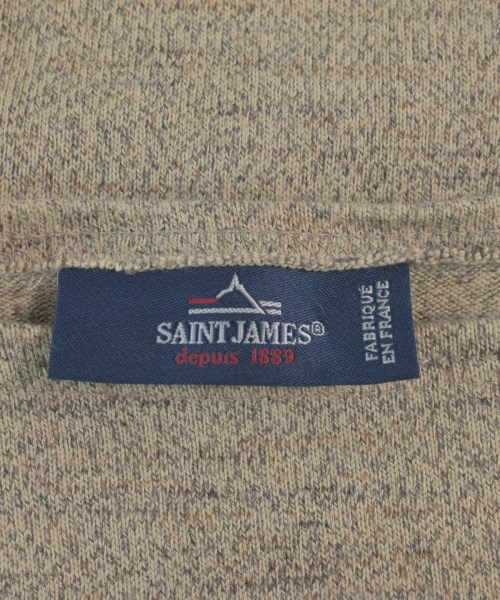 SAINT JAMES®
depuis 1889
FABRIQUÉ
EN FRANCE